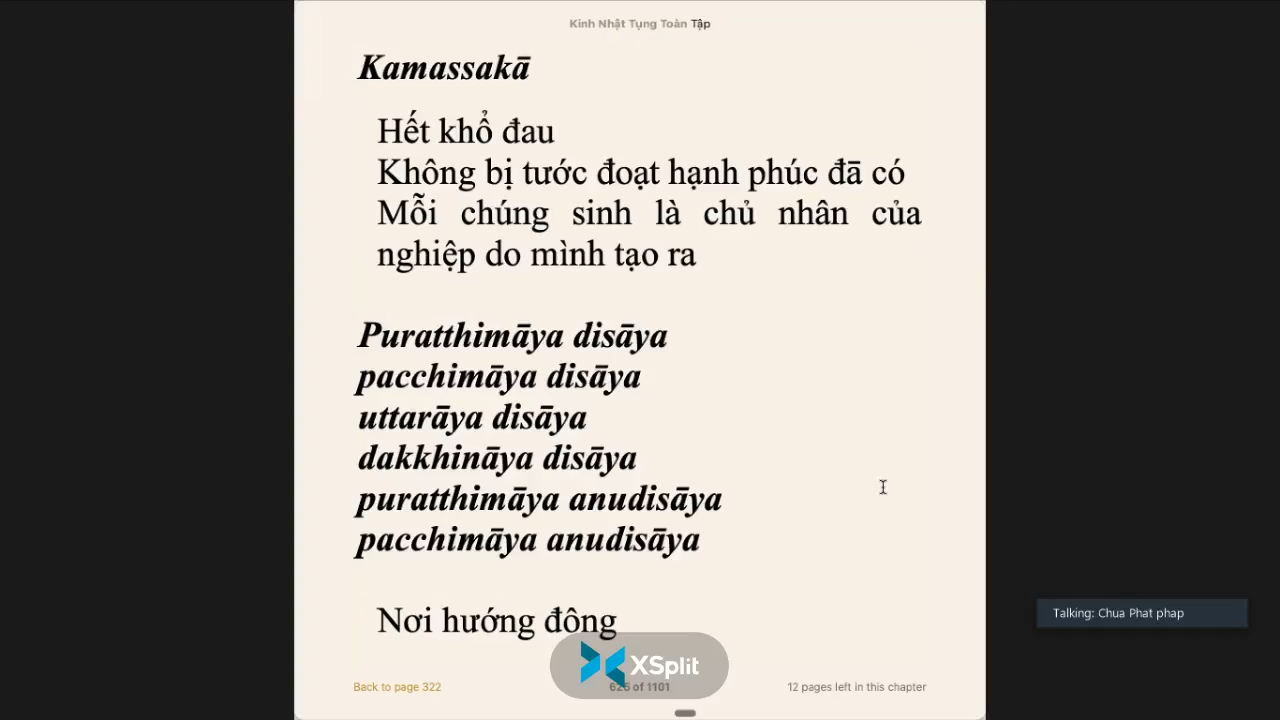 Kinh Nhật Tụng Toàn Tập
Kamassakā
Hết khổ đau
Không bị tước đoạt hạnh phúc đã có
Mỗi chúng sinh là chủ nhân của
nghiệp do mình tạo ra
Puratthimāya disāya
pacchimāya disāya
uttarāya disāya
dakkhināya disāya
puratthimāya anudisāya
pacchimāya anudisāya
Nơi hướng đông
Talking: Chua Phat phap
XSplit
Back to page 322
of 1101
12 pages left in this chapter